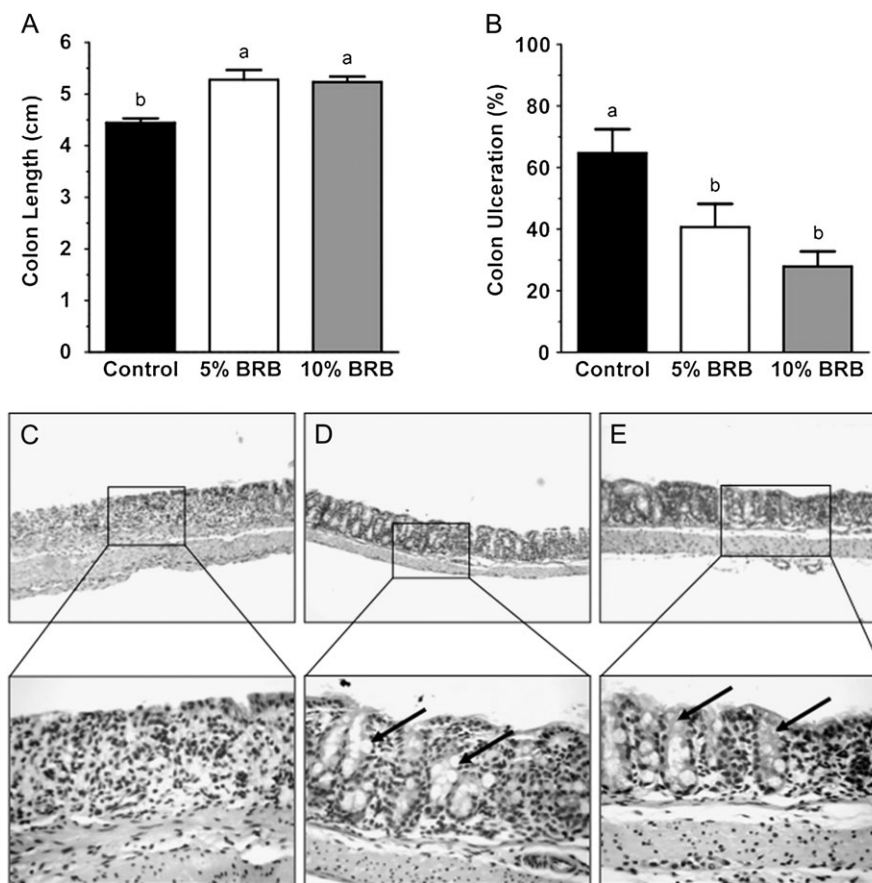 A
Colon Length (cm)
6
5
4
3
2
1
0
b
a
a
Control 5% BRB 10% BRB
B
Colon Ulceration (%)
100
80
60
40
20
0
a
b
b
Control 5% BRB 10% BRB
C
D
E